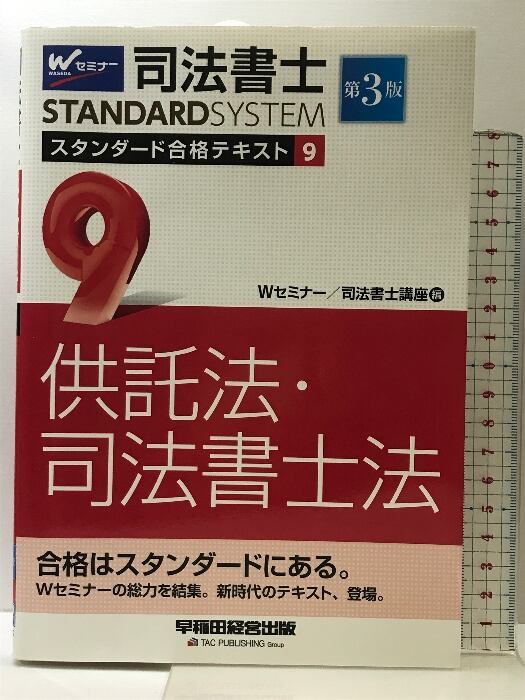 Wセミナー
WASEDA
司法書士
第3版
STANDARDSYSTEM
スタンダード合格テキスト 9
9
Wセミナー／司法書士講座 編
供託法・
司法書士法
合格はスタンダードにある。
Wセミナーの総力を結集。新時代のテキスト、登場。
早稲田経営出版
TAC PUBLISHING Group